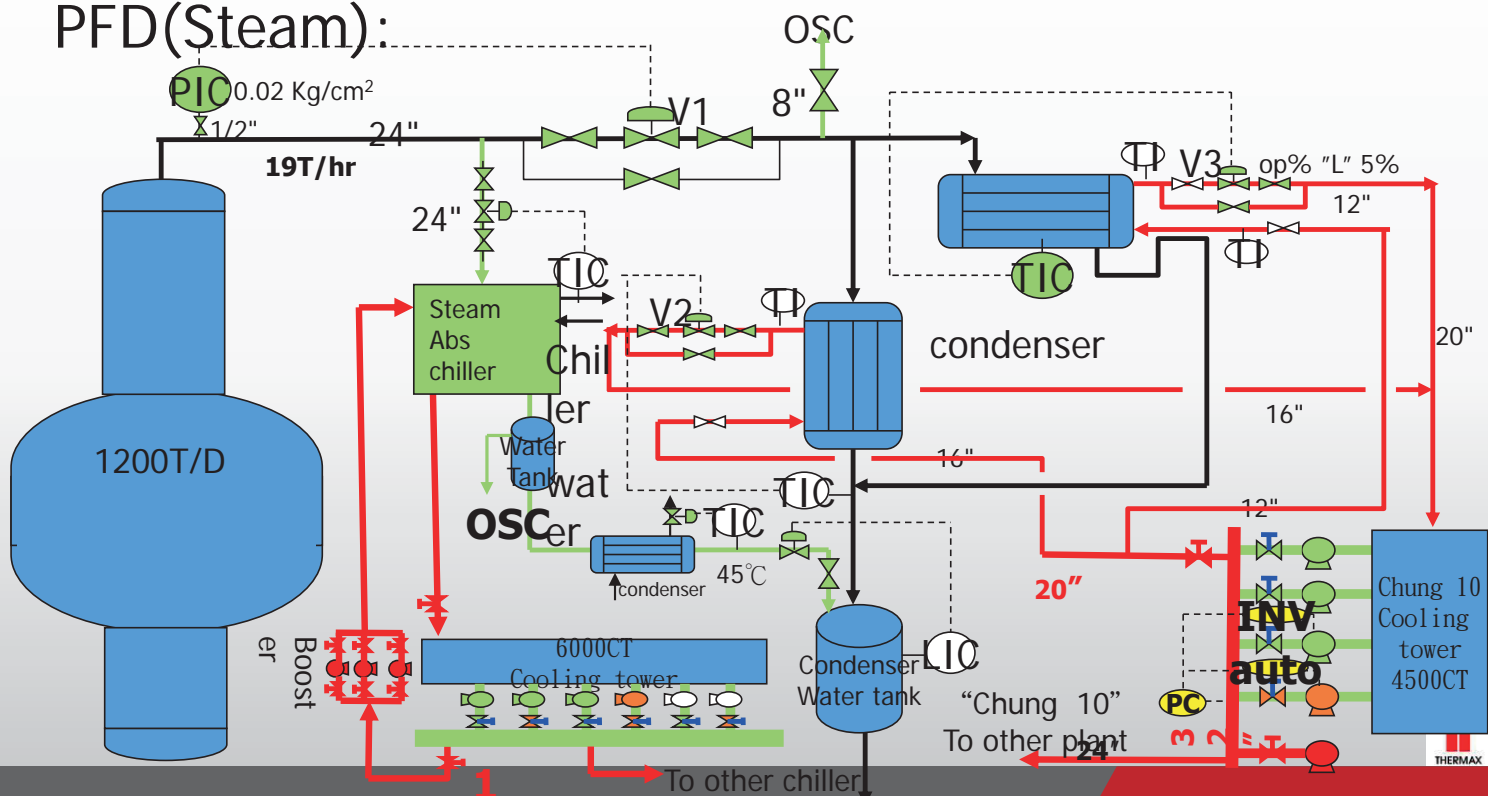 PFD(Steam):
OSC
PIC 0.02 Kg/cm²
8"
V1
1/2"
24"
19T/hr
TI
V3
op% "L" 5%
12"
24"
TI
TIC
TIC
Steam
Abs
chiller
V2
TI
condenser
20"
Chil
ler
wat
er
16"
1200T/D
Water
Tank
16"
TIC
OSC
TIC
12"
45℃
condenser
20"
Chung 10
Cooling
tower
4500CT
INV
auto
PC
Boost
er
6000CT
Cooling tower
Condenser
Water tank
LIC
"Chung 10"
To other plant
24"
3
2"
To other chiller
1
THERMAX